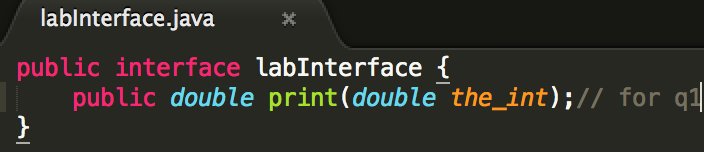 labInterface.java ×
public interface labInterface {
    public double print(double the_int);// for q1
}